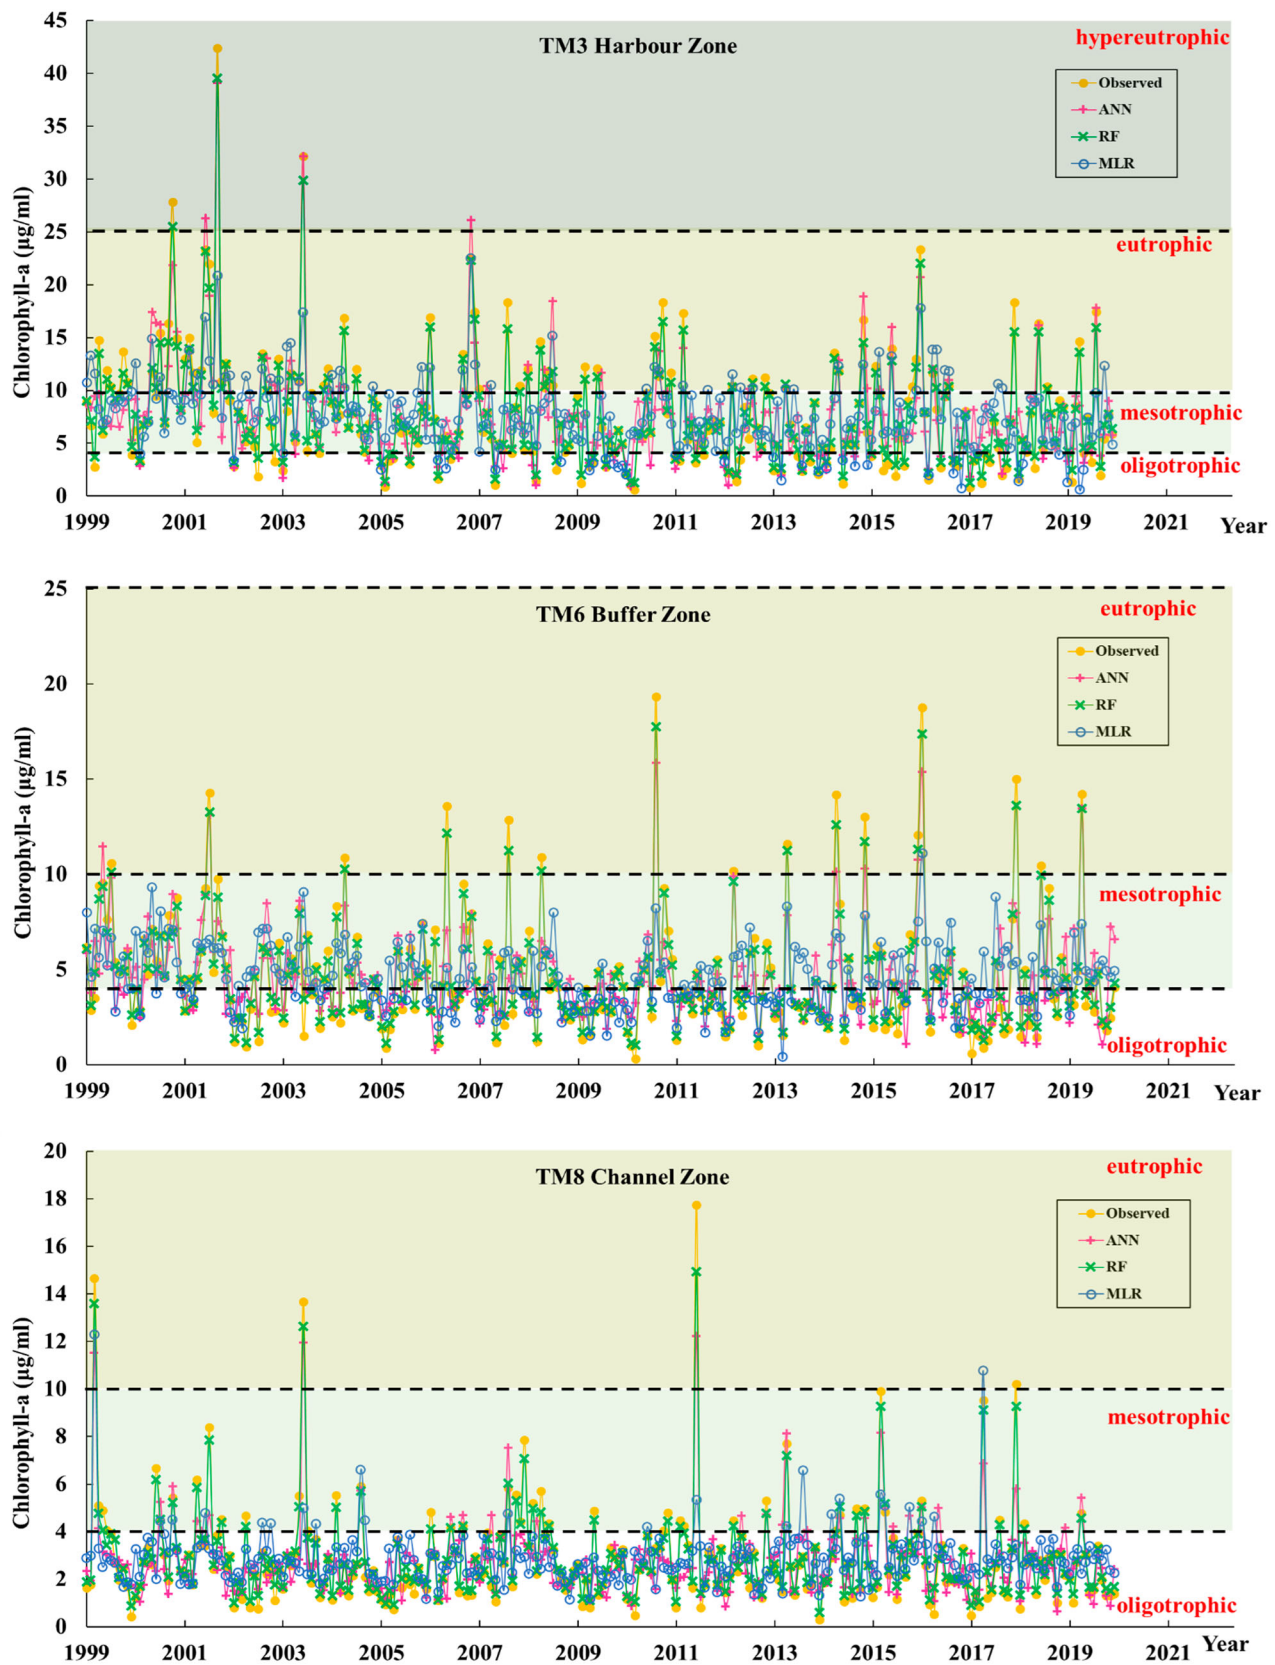 45
TM3 Harbour Zone
hypereutrophic
40
Observed
ANN
35
RF
MLR
30
Chlorophyll-a (μg/ml)
25
eutrophic
20
15
10
mesotrophic
5
oligotrophic
0
1999 2001 2003 2005 2007 2009 2011 2013 2015 2017 2019 2021 Year
25
TM6 Buffer Zone
eutrophic
Observed
ANN
20
RF
MLR
15
Chlorophyll-a (μg/ml)
10
mesotrophic
5
oligotrophic
0
1999 2001 2003 2005 2007 2009 2011 2013 2015 2017 2019 2021 Year
20
TM8 Channel Zone
eutrophic
18
Observed
ANN
16
RF
MLR
14
12
Chlorophyll-a (μg/ml)
10
mesotrophic
8
6
4
2
oligotrophic
0
1999 2001 2003 2005 2007 2009 2011 2013 2015 2017 2019 2021 Year